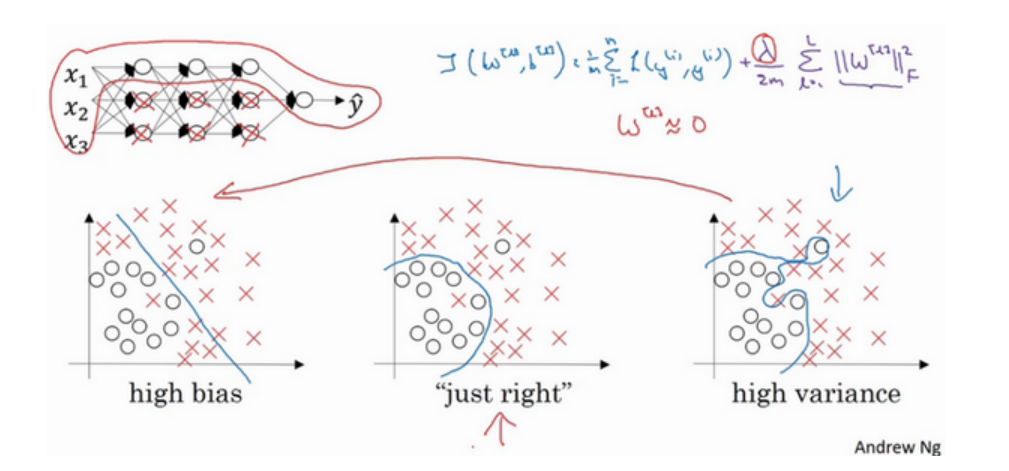 x₁
x₂
x₃
ŷ
J(w^[l], b^[l]) = 1/m Σ_{i=1}^{m} L(ŷ^(i), y^(i)) + λ/2m Σ_{l=1}^{L} ||w^[l]||²_F
w^[l] ≈ 0
high bias
“just right”
high variance
Andrew Ng